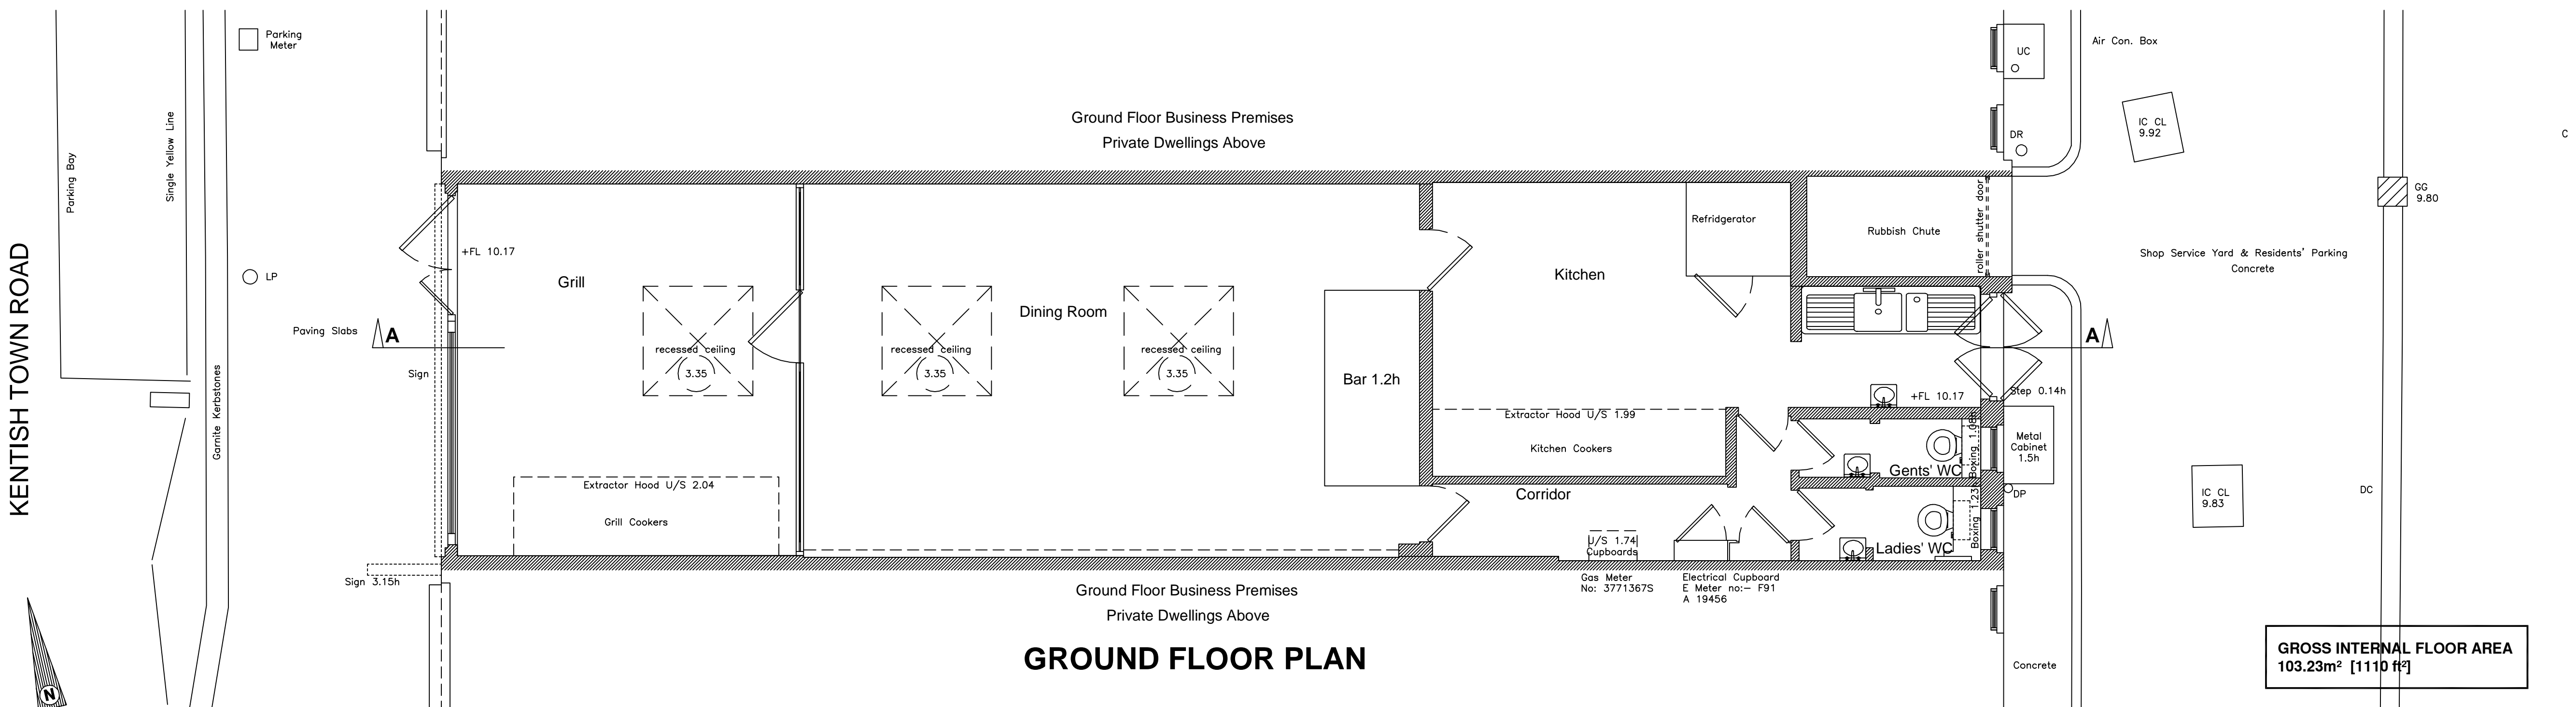 KENTISH TOWN ROAD
Parking Bay
Single Yellow Line
Garnite Kerbstones
Parking
Meter
LP
Paving Slabs
A
Sign
Sign 3.15h
N
Ground Floor Business Premises
Private Dwellings Above
+FL 10.17
Grill
recessed ceiling
3.35
Extractor Hood U/S 2.04
Grill Cookers
Dining Room
recessed ceiling
3.35
recessed ceiling
3.35
Bar 1.2h
Kitchen
Refridgerator
Extractor Hood U/S 1.99
Kitchen Cookers
Corridor
U/S 1.74
Cupboards
Gas Meter
No: 3771367S
Electrical Cupboard
E Meter no:- F91
A 19456
Rubbish Chute
roller shutter door
+FL 10.17
Step 0.14h
Gents' WC
Boxing 1.08h
Ladies' WC
Boxing 1.23h
Metal
Cabinet
1.5h
DP
A
UC
DR
Air Con. Box
IC CL
9.92
GG
9.80
C
Shop Service Yard & Residents' Parking
Concrete
IC CL
9.83
DC
Concrete
Ground Floor Business Premises
Private Dwellings Above
GROUND FLOOR PLAN
GROSS INTERNAL FLOOR AREA
103.23m² [1110 ft²]